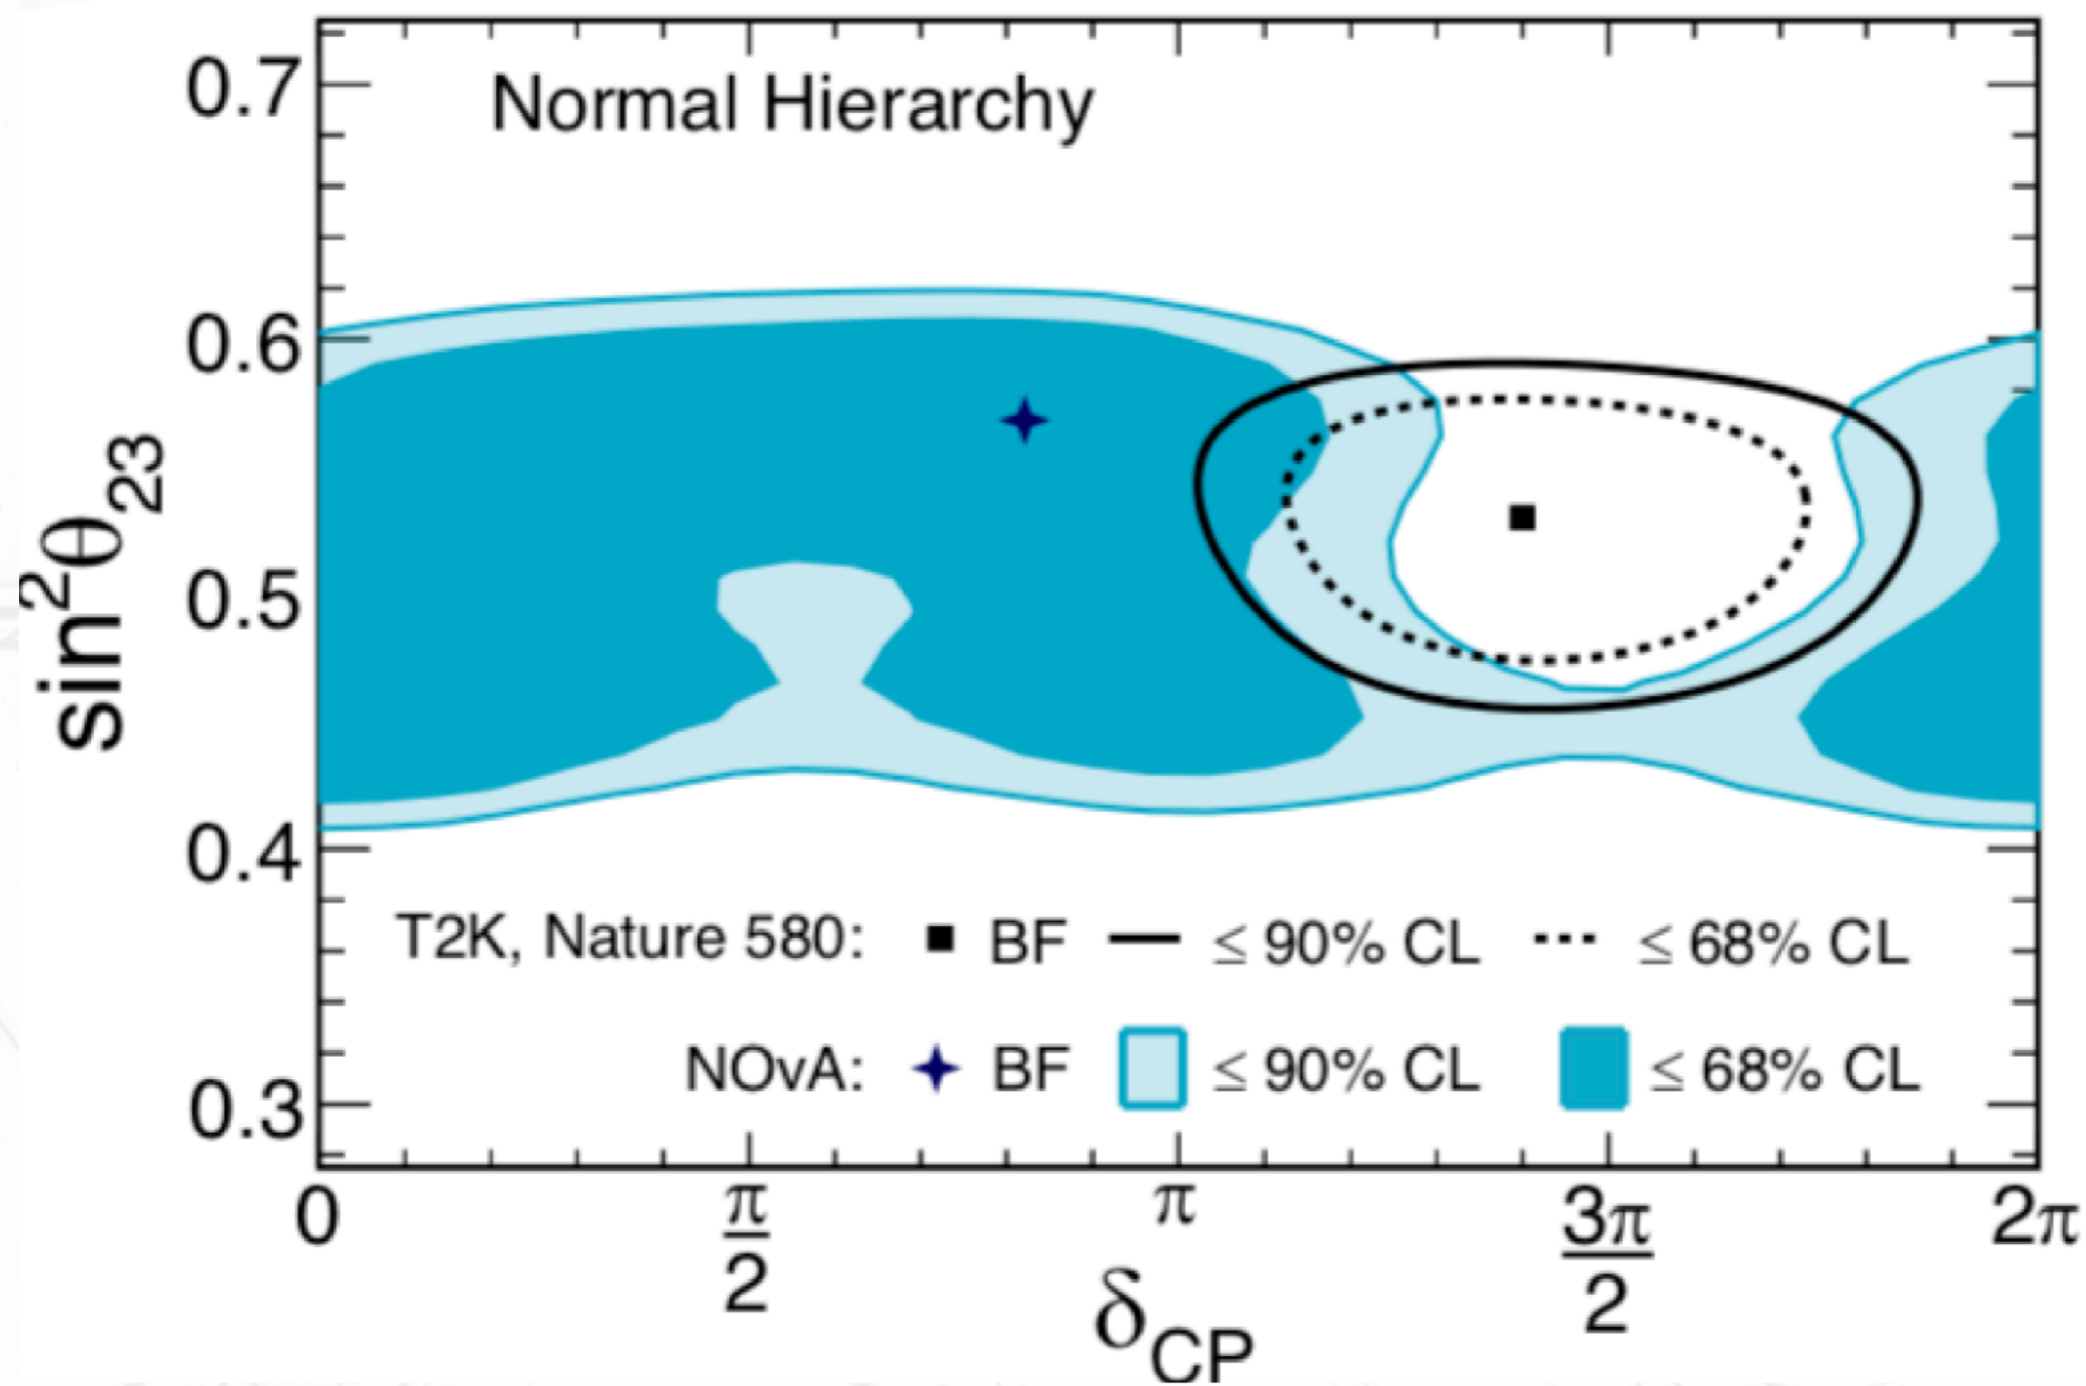 Normal Hierarchy
0.7
0.6
0.5
0.4
0.3
sin²θ₂₃
T2K, Nature 580: BF ≤ 90% CL ≤ 68% CL
NOvA: BF ≤ 90% CL ≤ 68% CL
0 π/2 π 3π/2 2π
δCP